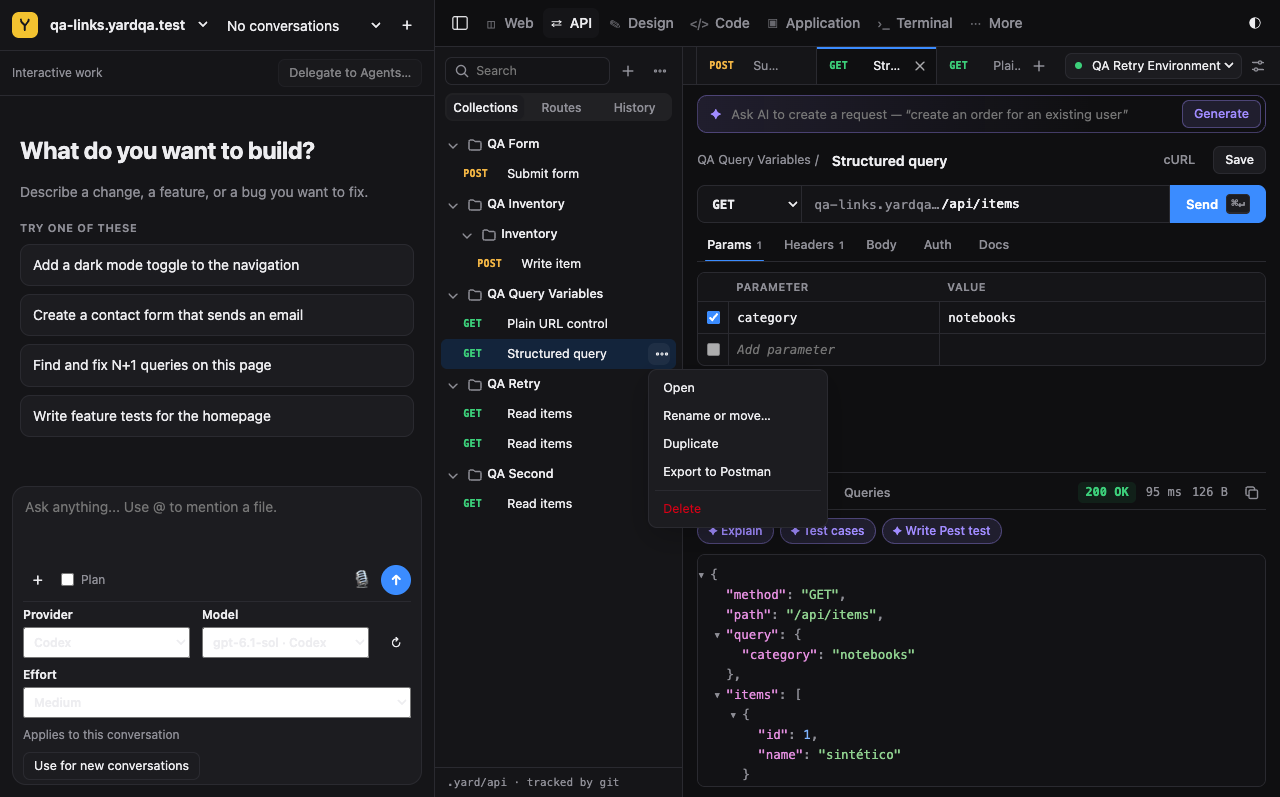 Y qa-links.yardqa.test No conversations +
Interactive work Delegate to Agents...
What do you want to build?
Describe a change, a feature, or a bug you want to fix.
TRY ONE OF THESE
Add a dark mode toggle to the navigation
Create a contact form that sends an email
Find and fix N+1 queries on this page
Write feature tests for the homepage
Ask anything... Use @ to mention a file.
+ Plan
Provider Model
Codex gpt-6.1-sol · Codex
Effort
Medium
Applies to this conversation
Use for new conversations
Web API Design </> Code Application >_ Terminal ··· More
Search + ···
Collections Routes History
QA Form
POST Submit form
QA Inventory
Inventory
POST Write item
QA Query Variables
GET Plain URL control
GET Structured query ···
QA Retry
GET Read items
GET Read items
QA Second
GET Read items
.yard/api · tracked by git
Open
Rename or move...
Duplicate
Export to Postman
Delete
POST Su... GET Str... × GET Plai.. + QA Retry Environment
Ask AI to create a request — “create an order for an existing user” Generate
QA Query Variables / Structured query cURL Save
GET qa-links.yardqa…/api/items Send ⌘↵
Params 1 Headers 1 Body Auth Docs
PARAMETER VALUE
category notebooks
Add parameter
Queries 200 OK 95 ms 126 B
Explain Test cases Write Pest test
{
"method": "GET",
"path": "/api/items",
"query": {
"category": "notebooks"
},
"items": [
{
"id": 1,
"name": "sintético"
}